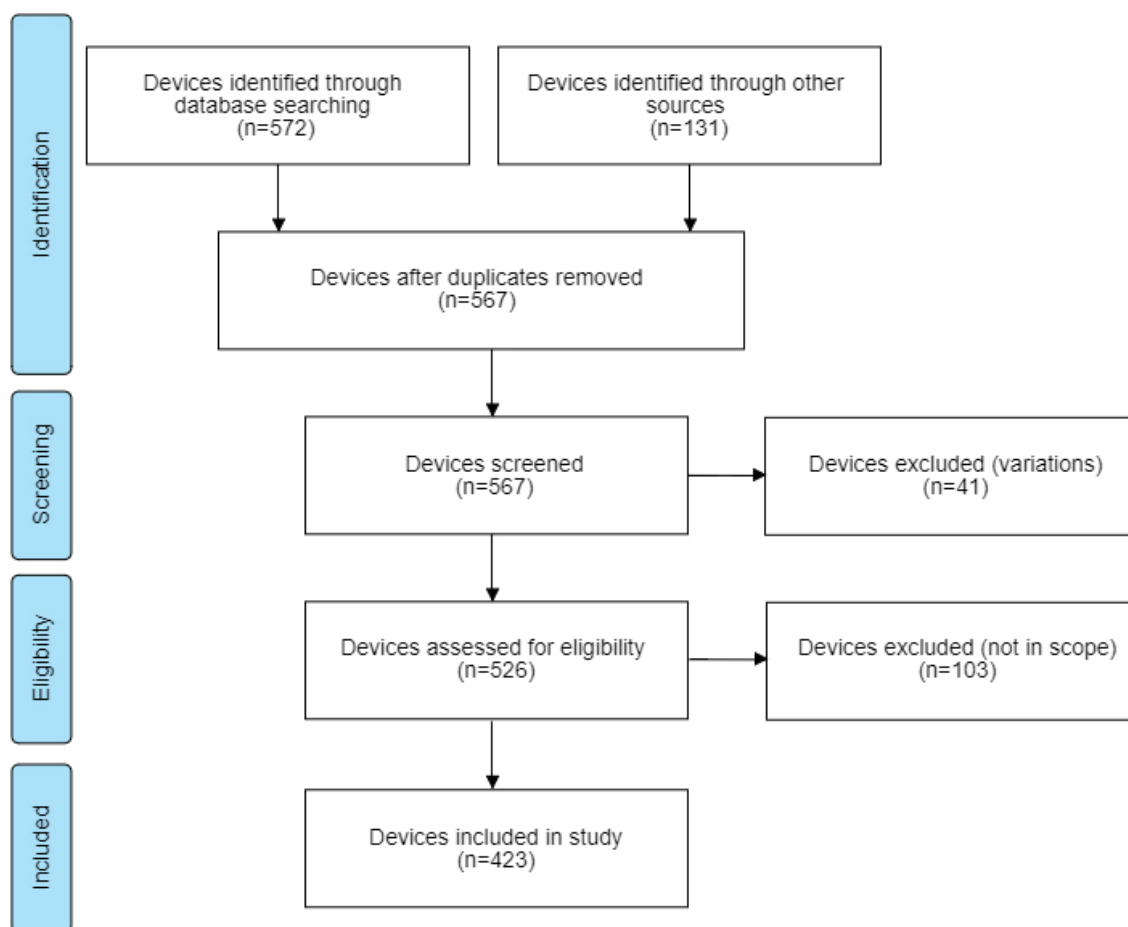 Identification
Devices identified through
database searching
(n=572)
Devices identified through other
sources
(n=131)
Devices after duplicates removed
(n=567)
Screening
Devices screened
(n=567)
Devices excluded (variations)
(n=41)
Eligibility
Devices assessed for eligibility
(n=526)
Devices excluded (not in scope)
(n=103)
Included
Devices included in study
(n=423)